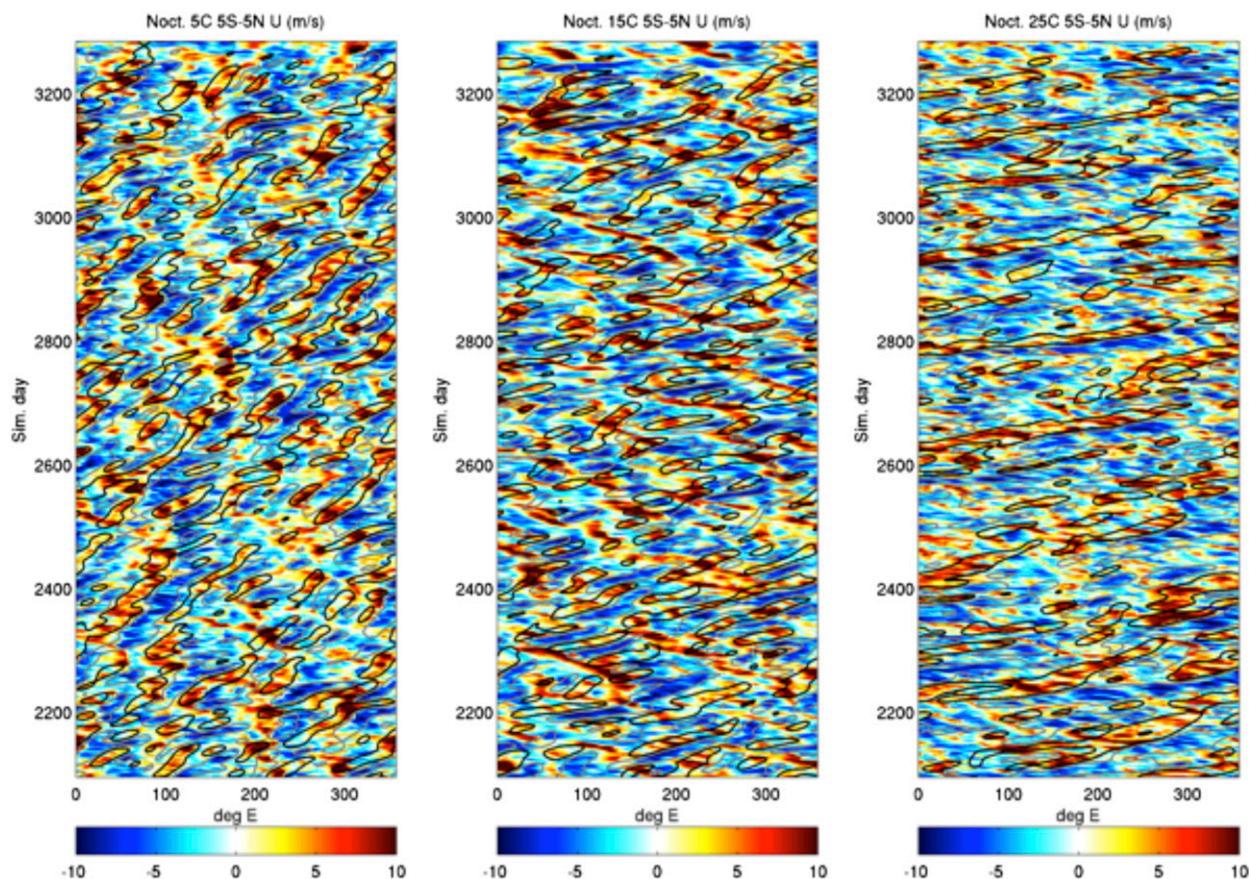 Noct. 5C 5S-5N U (m/s)
3200
3000
2800
2600
2400
2200
Sim. day
0 100 200 300
deg E
-10 -5 0 5 10
Noct. 15C 5S-5N U (m/s)
3200
3000
2800
2600
2400
2200
Sim. day
0 100 200 300
deg E
-10 -5 0 5 10
Noct. 25C 5S-5N U (m/s)
3200
3000
2800
2600
2400
2200
Sim. day
0 100 200 300
deg E
-10 -5 0 5 10